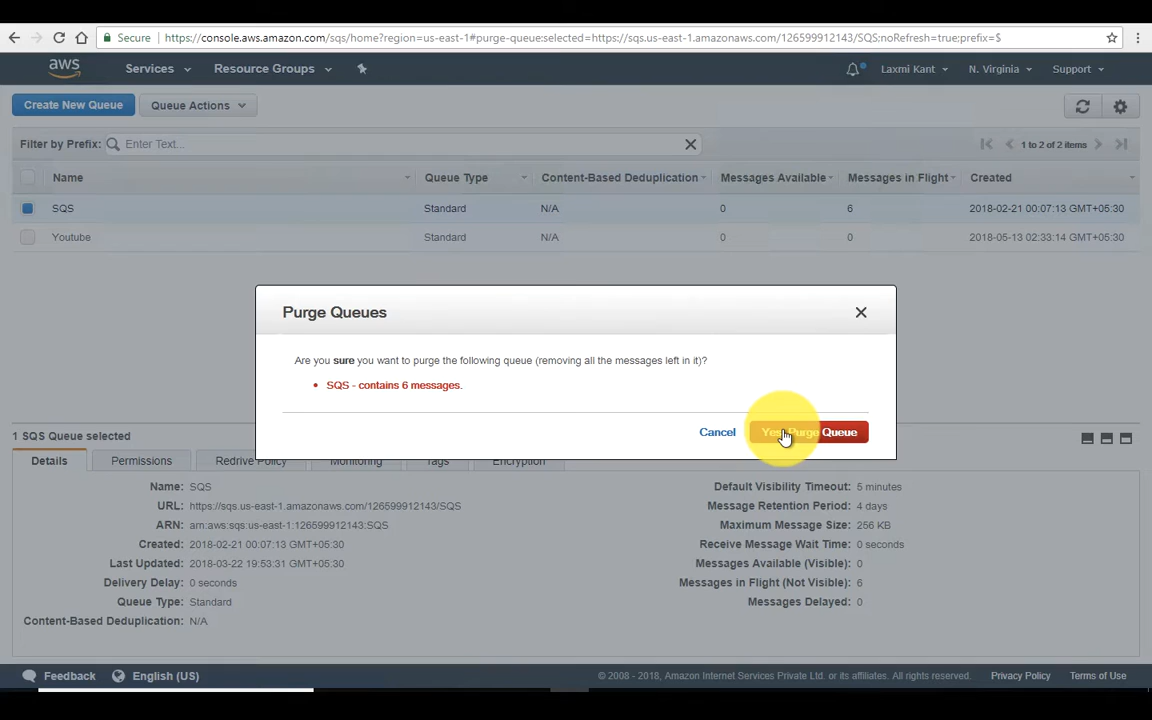 Secure https://console.aws.amazon.com/sqs/home?region=us-east-1#purge-queue:selected=https://sqs.us-east-1.amazonaws.com/126599912143/SQS;noRefresh=true;prefix=$
aws Services Resource Groups Laxmi Kant N. Virginia Support
Create New Queue Queue Actions
Filter by Prefix: Enter Text... 1 to 2 of 2 items
Name Queue Type Content-Based Deduplication Messages Available Messages in Flight Created
SQS Standard N/A 0 6 2018-02-21 00:07:13 GMT+05:30
Youtube Standard N/A 0 0 2018-05-13 02:33:14 GMT+05:30
Purge Queues
Are you sure you want to purge the following queue (removing all the messages left in it)?
SQS - contains 6 messages.
Cancel Yes, Purge Queue
1 SQS Queue selected
Details Permissions Redrive Policy Monitoring Tags Encryption
Name: SQS Default Visibility Timeout: 5 minutes
URL: https://sqs.us-east-1.amazonaws.com/126599912143/SQS Message Retention Period: 4 days
ARN: arn:aws:sqs:us-east-1:126599912143:SQS Maximum Message Size: 256 KB
Created: 2018-02-21 00:07:13 GMT+05:30 Receive Message Wait Time: 0 seconds
Last Updated: 2018-03-22 19:53:31 GMT+05:30 Messages Available (Visible): 0
Delivery Delay: 0 seconds Messages in Flight (Not Visible): 6
Queue Type: Standard Messages Delayed: 0
Content-Based Deduplication: N/A
Feedback English (US) © 2008 - 2018, Amazon Internet Services Private Ltd. or its affiliates. All rights reserved. Privacy Policy Terms of Use